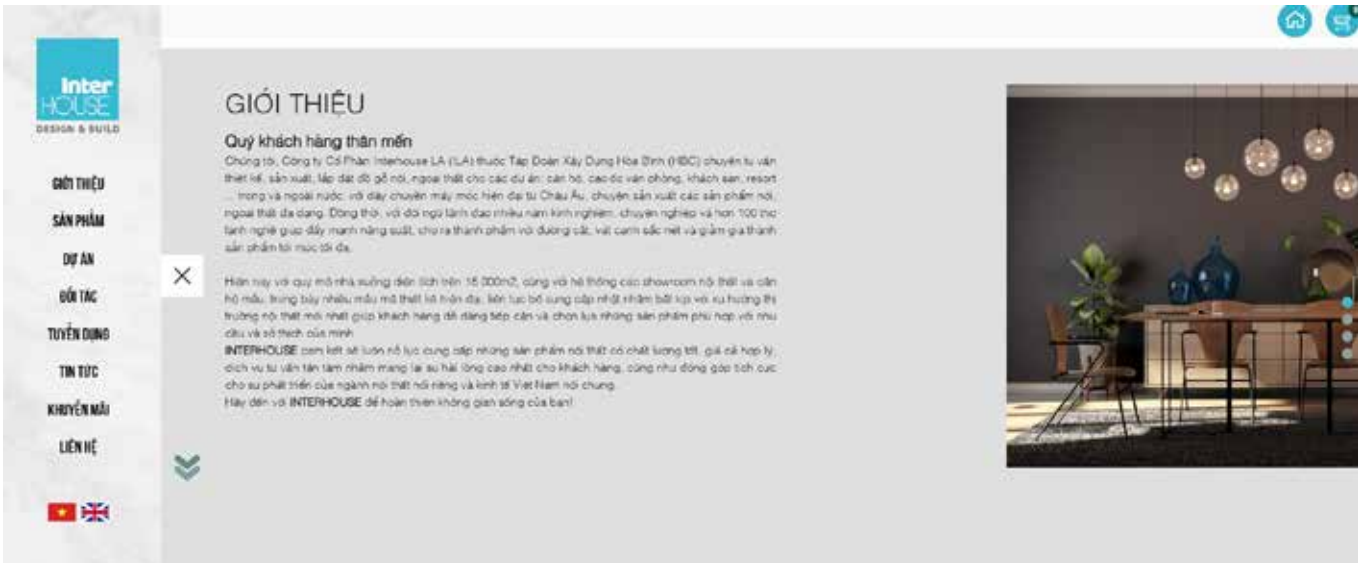 Inter
HOUSE
DESIGN & BUILD
GIỚI THIỆU
SẢN PHẨM
DỰ ÁN
ĐỐI TÁC
TUYỂN DỤNG
TIN TỨC
KHUYẾN MÃI
LIÊN HỆ
GIỚI THIỆU
Quý khách hàng thân mến
Chúng tôi, Công ty Cổ Phần Interhouse LA (ILA) thuộc Tập Đoàn Xây Dựng Hòa Bình (HBC) chuyên tư vấn
thiết kế, sản xuất, lắp đặt đồ gỗ nội, ngoại thất cho các dự án: căn hộ, cao ốc văn phòng, khách sạn, resort
... trong và ngoài nước. với dây chuyền máy móc hiện đại từ Châu Âu, chuyên sản xuất các sản phẩm nội,
ngoại thất đa dạng. Đồng thời, với đội ngũ lãnh đạo nhiều năm kinh nghiệm, chuyên nghiệp và hơn 100 thợ
lành nghề giúp đẩy mạnh năng suất, cho ra thành phẩm với đường cắt, vát cạnh sắc nét và giảm giá thành
sản phẩm tới mức tối đa.
Hiện nay với quy mô nhà xưởng diện tích trên 15.000m2, cùng với hệ thống các showroom nội thất và căn
hộ mẫu, trưng bày nhiều mẫu mã thiết kế hiện đại, liên tục bổ sung cập nhật nhằm bắt kịp với xu hướng thị
trường nội thất mới nhất giúp khách hàng dễ dàng tiếp cận và chọn lựa những sản phẩm phù hợp với nhu
cầu và sở thích của mình.
INTERHOUSE cam kết sẽ luôn nỗ lực cung cấp những sản phẩm nội thất có chất lượng tốt, giá cả hợp lý,
dịch vụ tư vấn tận tâm nhằm mang lại sự hài lòng cao nhất cho khách hàng, cũng như đóng góp tích cực
cho sự phát triển của ngành nội thất nói riêng và kinh tế Việt Nam nói chung.
Hãy đến với INTERHOUSE để hoàn thiện không gian sống của bạn!